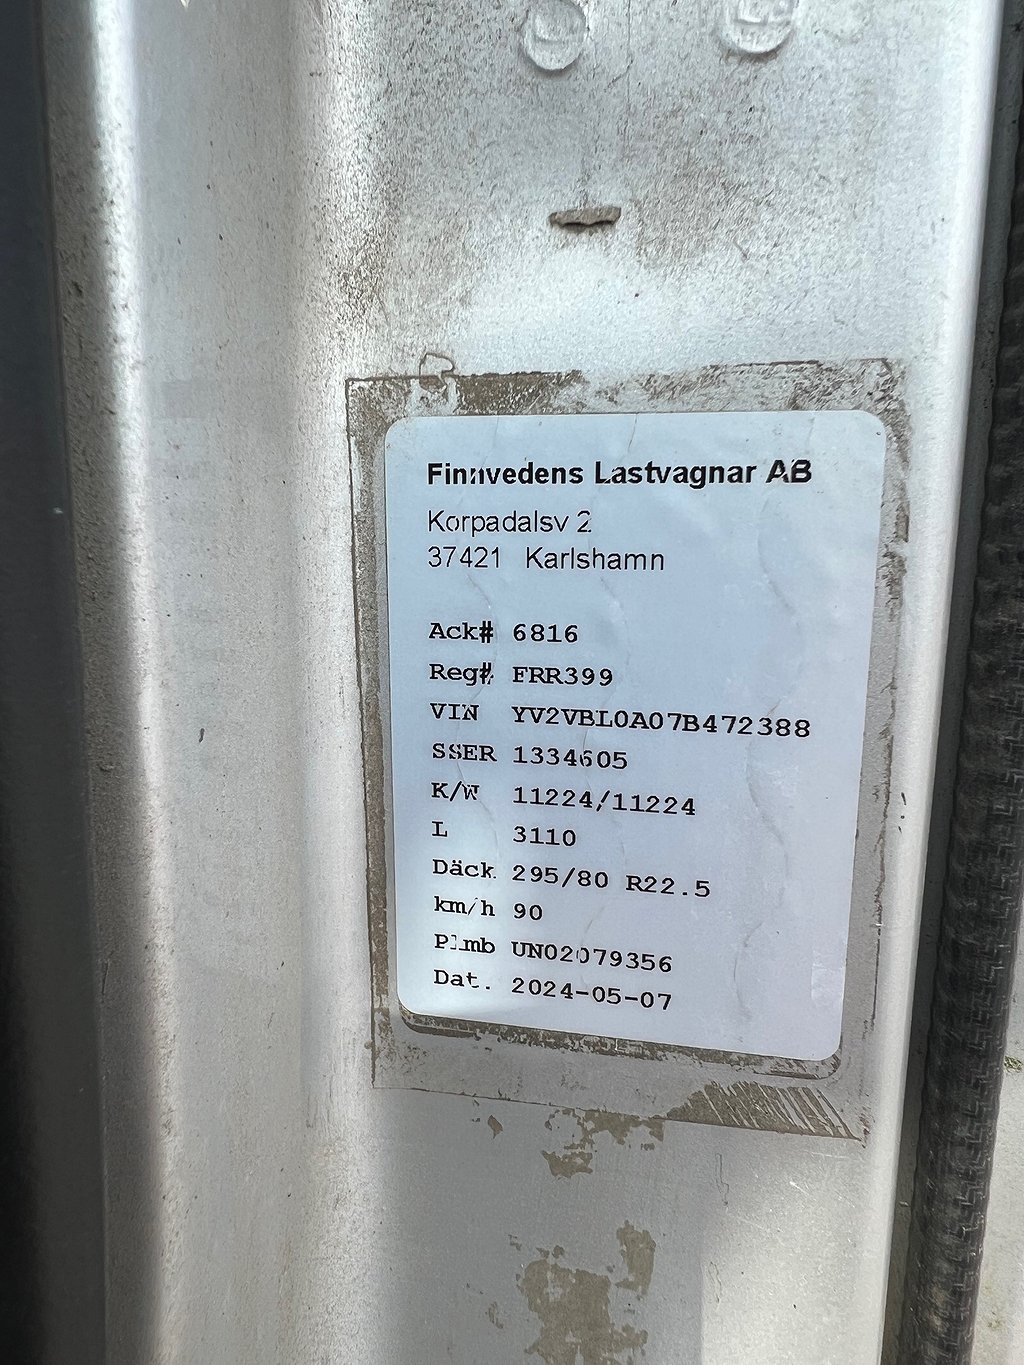 Finnvedens Lastvagnar AB
Korpadalsv 2
37421 Karlshamn
Ack# 6816
Reg# FRR399
VIN YV2VBL0A07B472388
SSER 1334605
K/W 11224/11224
L 3110
Däck 295/80 R22.5
km/h 90
Plmb UN02079356
Dat. 2024-05-07